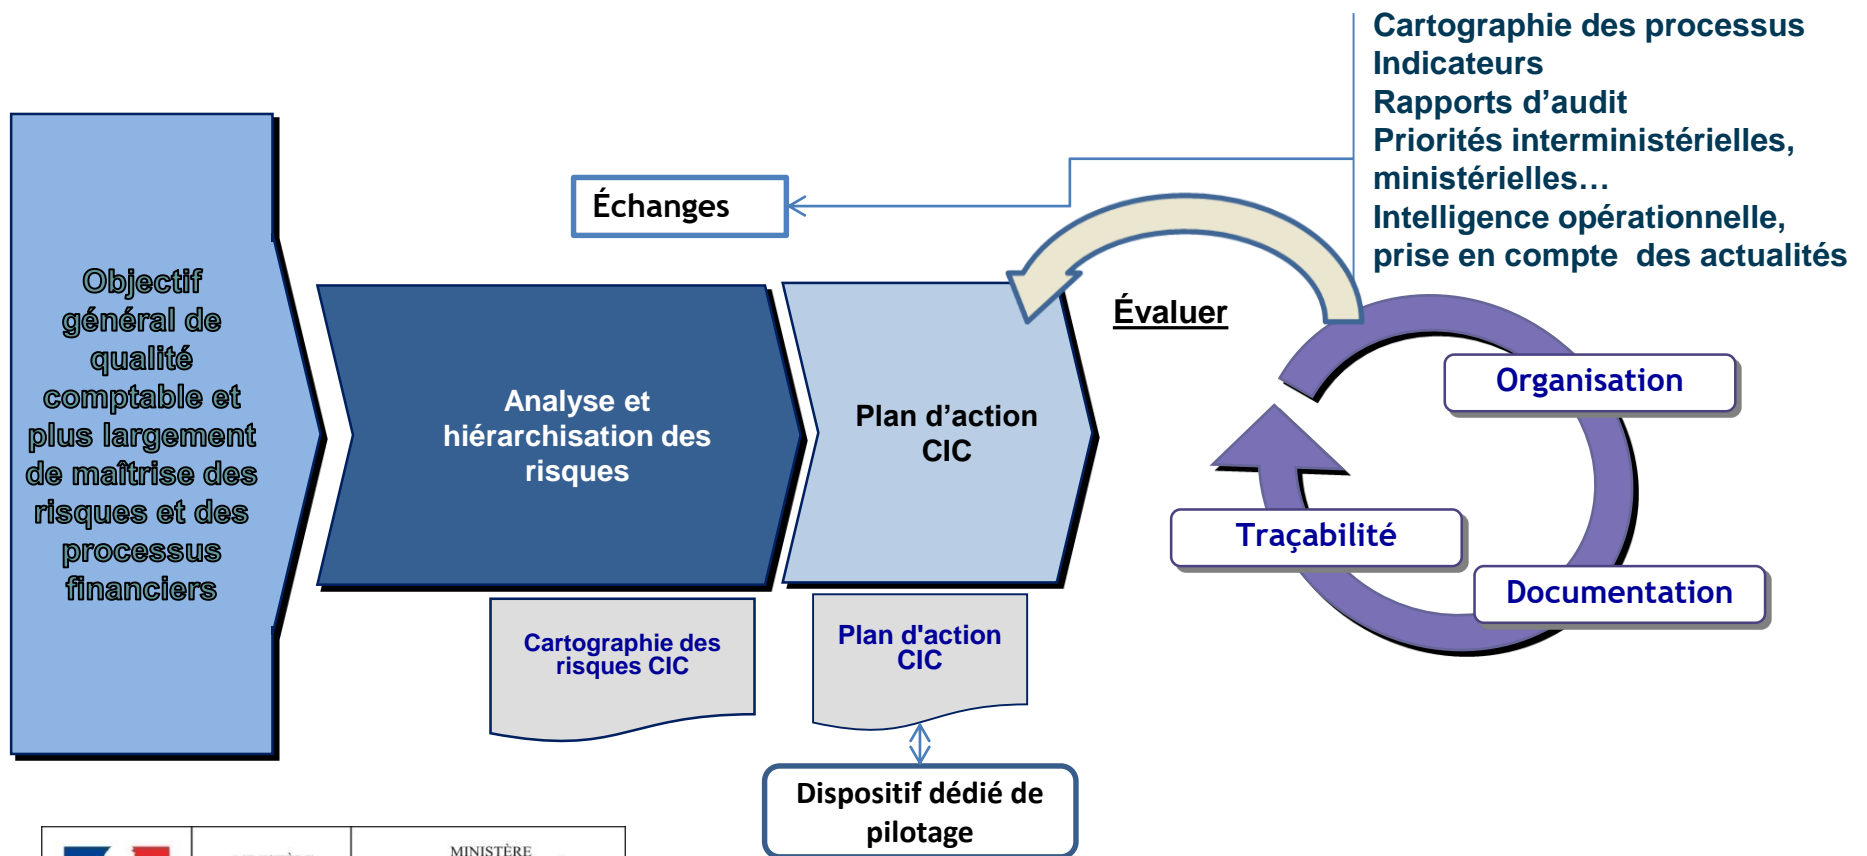 Cartographie des processus
Indicateurs
Rapports d’audit
Priorités interministérielles,
ministérielles…
Intelligence opérationnelle,
prise en compte des actualités
Échanges
Objectif
général de
qualité
comptable et
plus largement
de maîtrise des
risques et des
processus
financiers
Analyse et
hiérarchisation des
risques
Plan d’action
CIC
Évaluer
Organisation
Traçabilité
Documentation
Cartographie des
risques CIC
Plan d'action
CIC
Dispositif dédié de
pilotage
MINISTÈRE